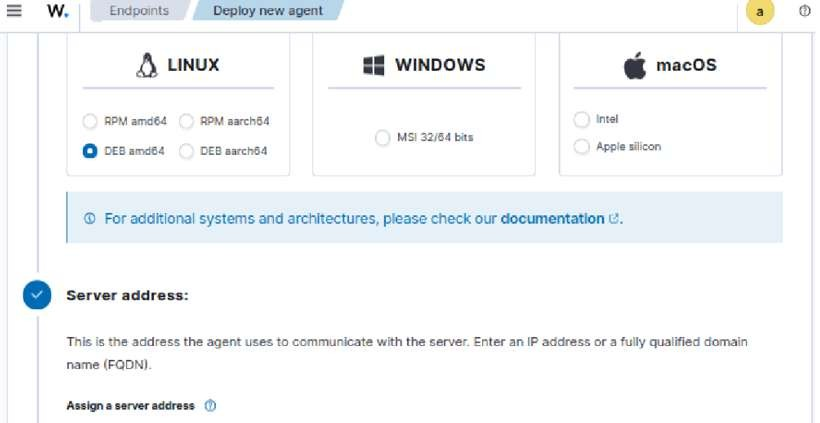 W. Endpoints Deploy new agent a
LINUX WINDOWS macOS
RPM amd64 RPM aarch64 Intel
MSI 32/64 bits
DEB amd64 DEB aarch64 Apple silicon
For additional systems and architectures, please check our documentation.
Server address:
This is the address the agent uses to communicate with the server. Enter an IP address or a fully qualified domain
name (FQDN).
Assign a server address